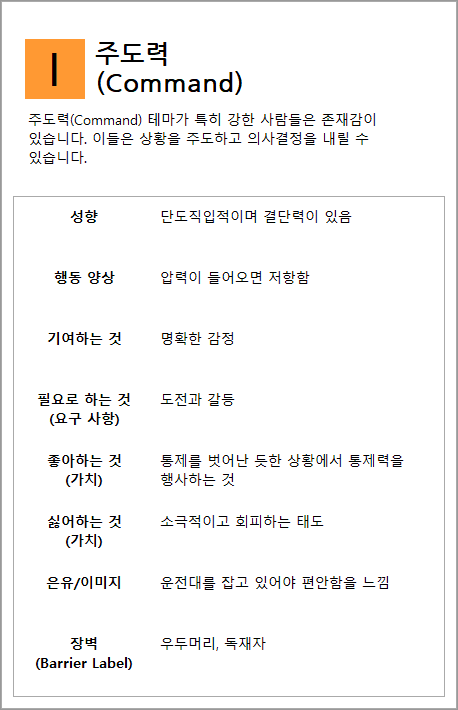 I
주도력
(Command)
주도력(Command) 테마가 특히 강한 사람들은 존재감이
있습니다. 이들은 상황을 주도하고 의사결정을 내릴 수
있습니다.
성향 단도직입적이며 결단력이 있음
행동 양상 압력이 들어오면 저항함
기여하는 것 명확한 감정
필요로 하는 것 도전과 갈등
(요구 사항)
좋아하는 것 통제를 벗어난 듯한 상황에서 통제력을
(가치) 행사하는 것
싫어하는 것 소극적이고 회피하는 태도
(가치)
은유/이미지 운전대를 잡고 있어야 편안함을 느낌
장벽 우두머리, 독재자
(Barrier Label)